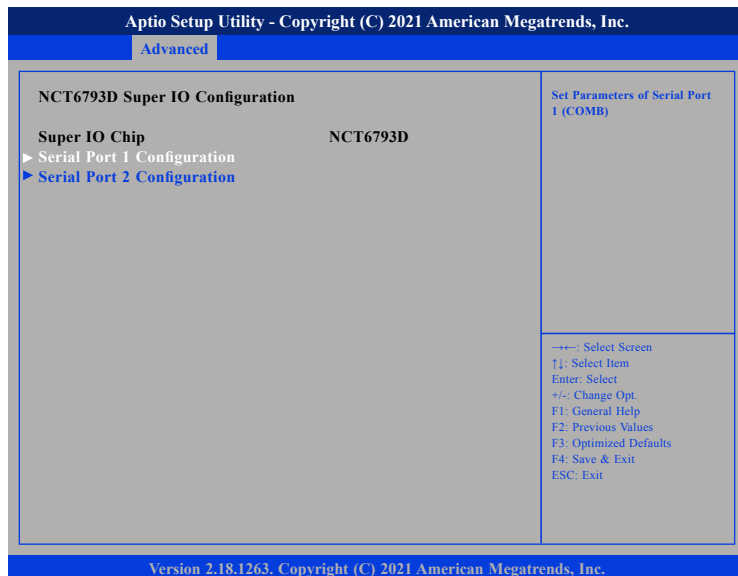 Aptio Setup Utility - Copyright (C) 2021 American Megatrends, Inc.
Advanced
NCT6793D Super IO Configuration
Super IO Chip NCT6793D
▶ Serial Port 1 Configuration
▶ Serial Port 2 Configuration
Set Parameters of Serial Port
1 (COMB)
→←: Select Screen
↑↓: Select Item
Enter: Select
+/-: Change Opt.
F1: General Help
F2: Previous Values
F3: Optimized Defaults
F4: Save & Exit
ESC: Exit
Version 2.18.1263. Copyright (C) 2021 American Megatrends, Inc.